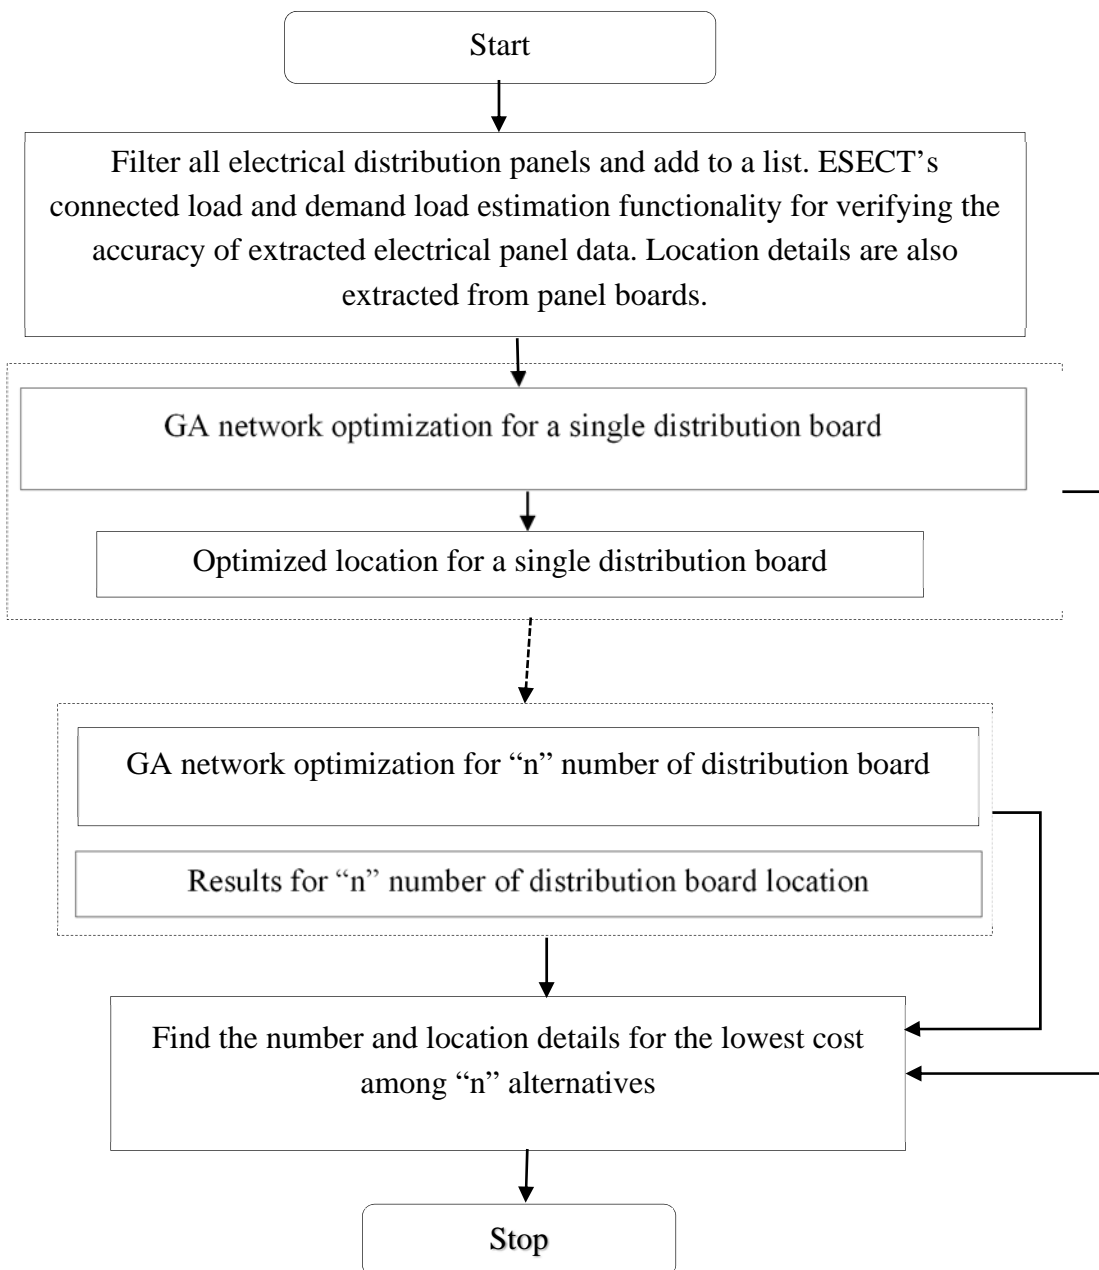 Start
Filter all electrical distribution panels and add to a list. ESECT’s
connected load and demand load estimation functionality for verifying the
accuracy of extracted electrical panel data. Location details are also
extracted from panel boards.
GA network optimization for a single distribution board
Optimized location for a single distribution board
GA network optimization for “n” number of distribution board
Results for “n” number of distribution board location
Find the number and location details for the lowest cost
among “n” alternatives
Stop